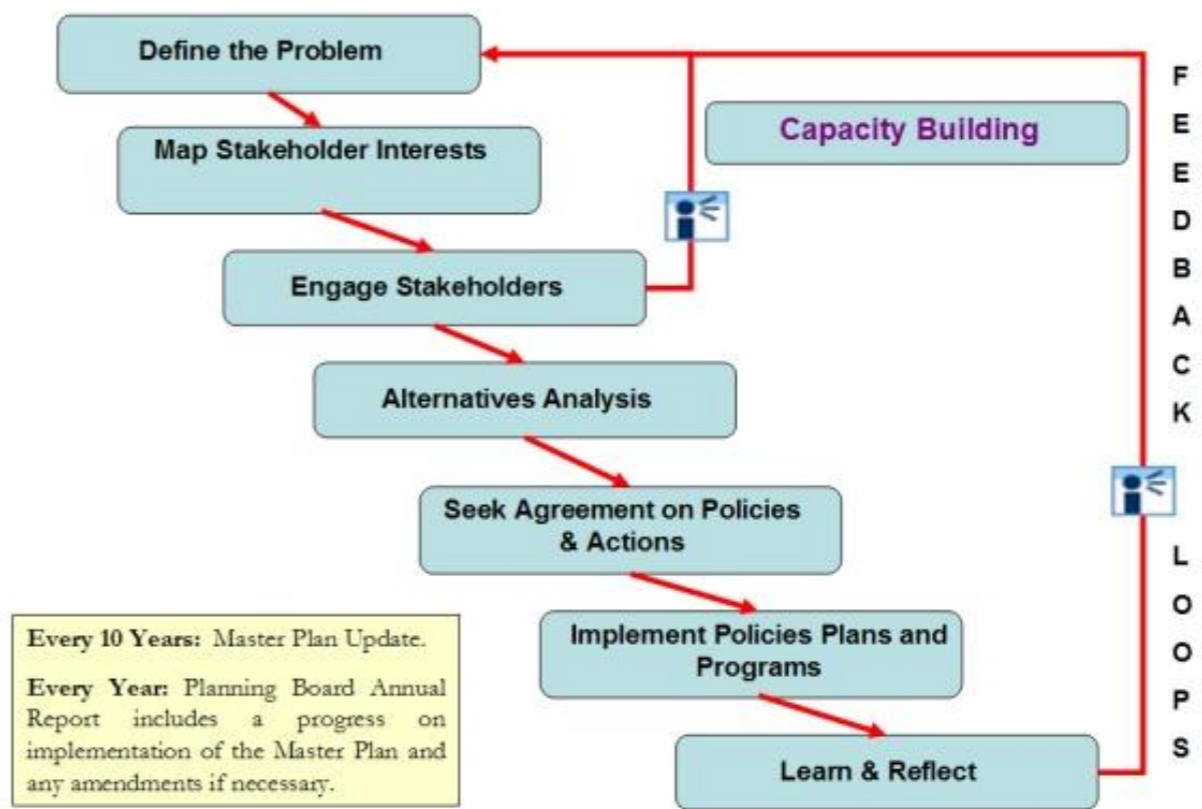 Define the Problem
Map Stakeholder Interests
Capacity Building
Engage Stakeholders
Alternatives Analysis
Seek Agreement on Policies
& Actions
Implement Policies Plans and
Programs
Learn & Reflect
F
E
E
D
B
A
C
K
L
O
O
P
S
Every 10 Years: Master Plan Update.
Every Year: Planning Board Annual
Report includes a progress on
implementation of the Master Plan and
any amendments if necessary.